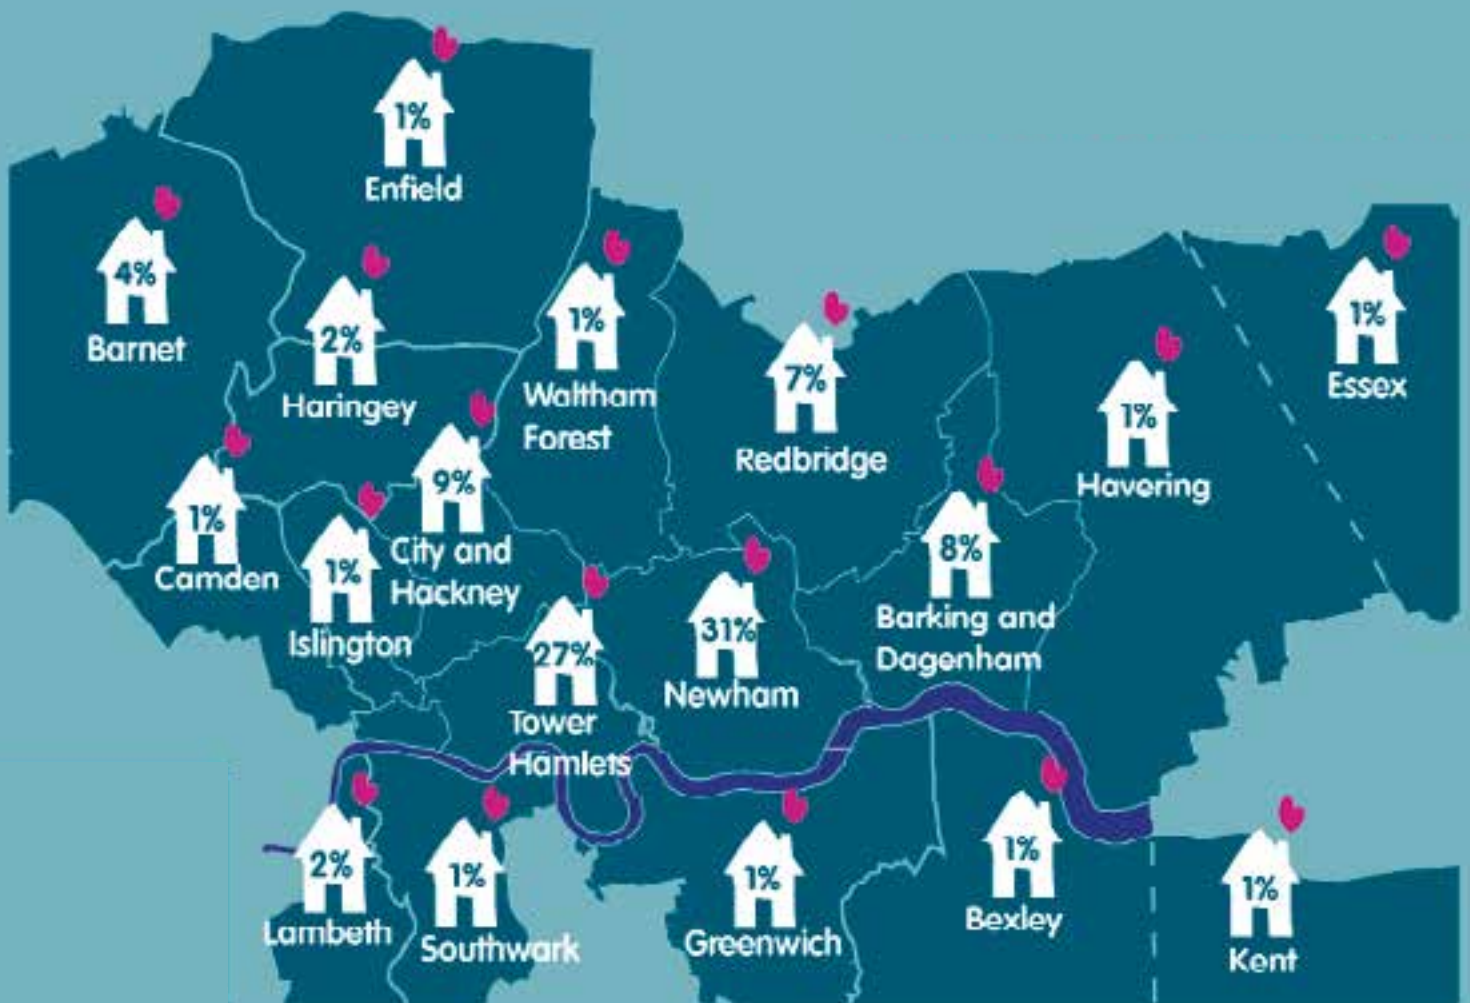 1%
Enfield
4%
Barnet
2%
Haringey
1%
Waltham
Forest
7%
Redbridge
1%
Havering
1%
Essex
1%
Camden
1%
Islington
9%
City and
Hackney
27%
Tower
Hamlets
31%
Newham
8%
Barking and
Dagenham
2%
Lambeth
1%
Southwark
1%
Greenwich
1%
Bexley
1%
Kent